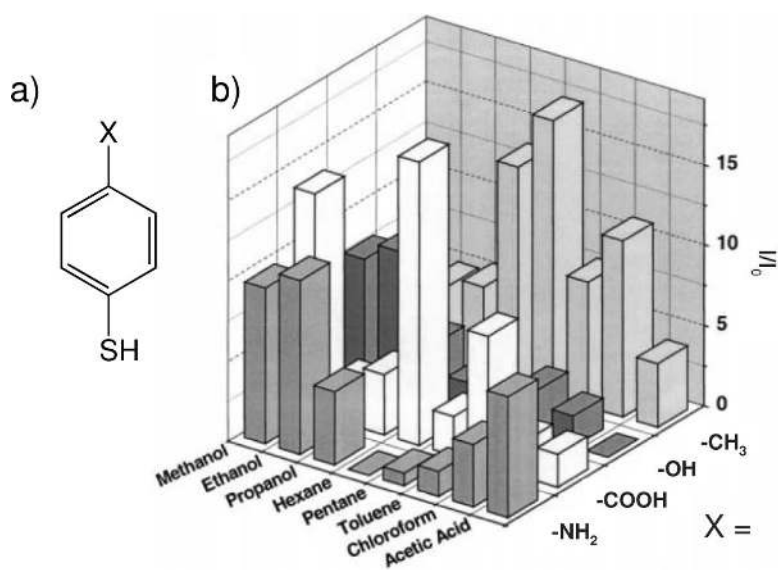 a)
b)
X
SH
15
10
5
0
I/I₀
Methanol
Ethanol
Propanol
Hexane
Pentane
Toluene
Chloroform
Acetic Acid
-CH₃
-OH
-COOH
-NH₂
X =